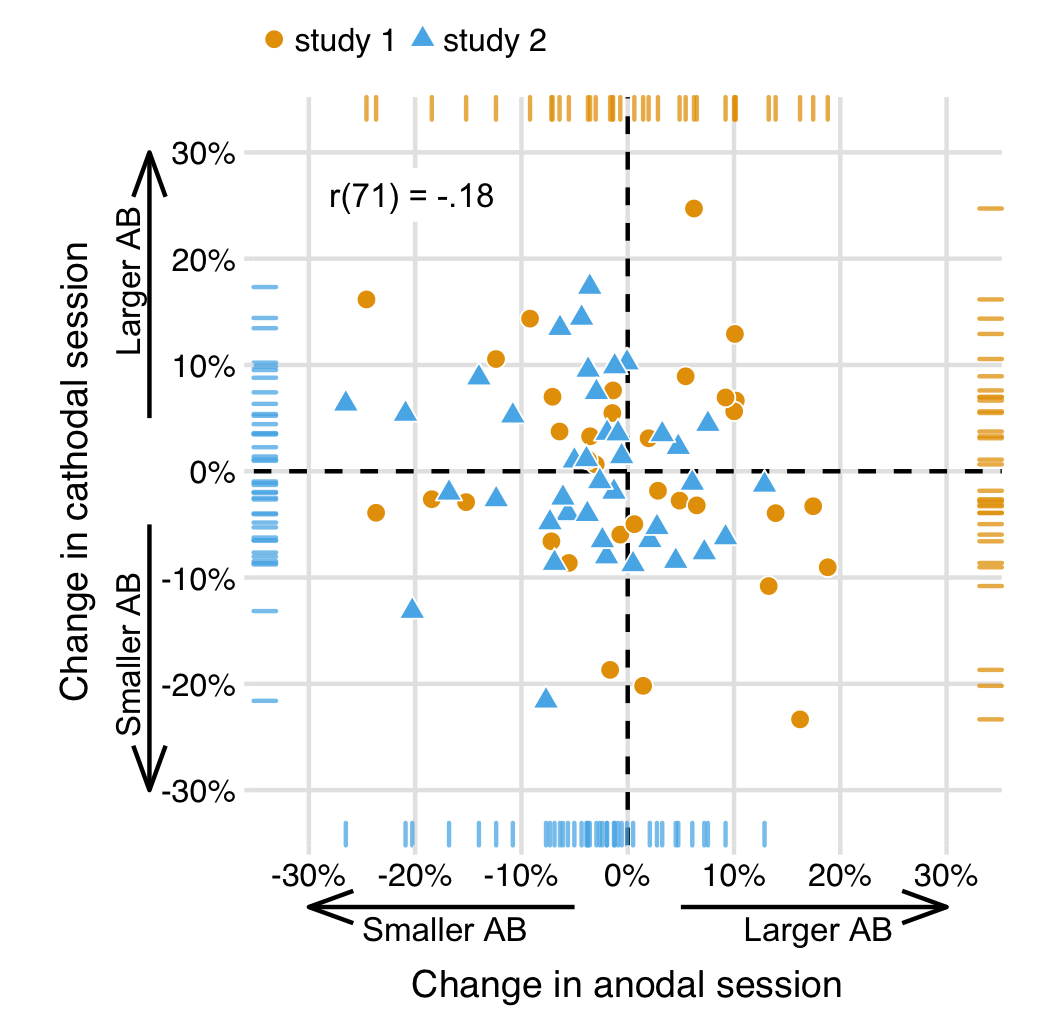 study 1 study 2
r(71) = -.18
30%
20%
10%
0%
-10%
-20%
-30%
Larger AB
Smaller AB
Change in cathodal session
-30% -20% -10% 0% 10% 20% 30%
Smaller AB Larger AB
Change in anodal session